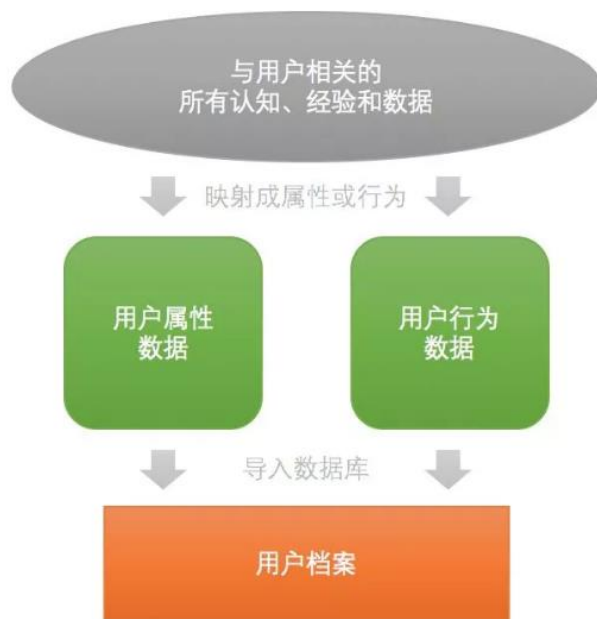 与用户相关的
所有认知、经验和数据
映射成属性或行为
用户属性
数据
用户行为
数据
导入数据库
用户档案